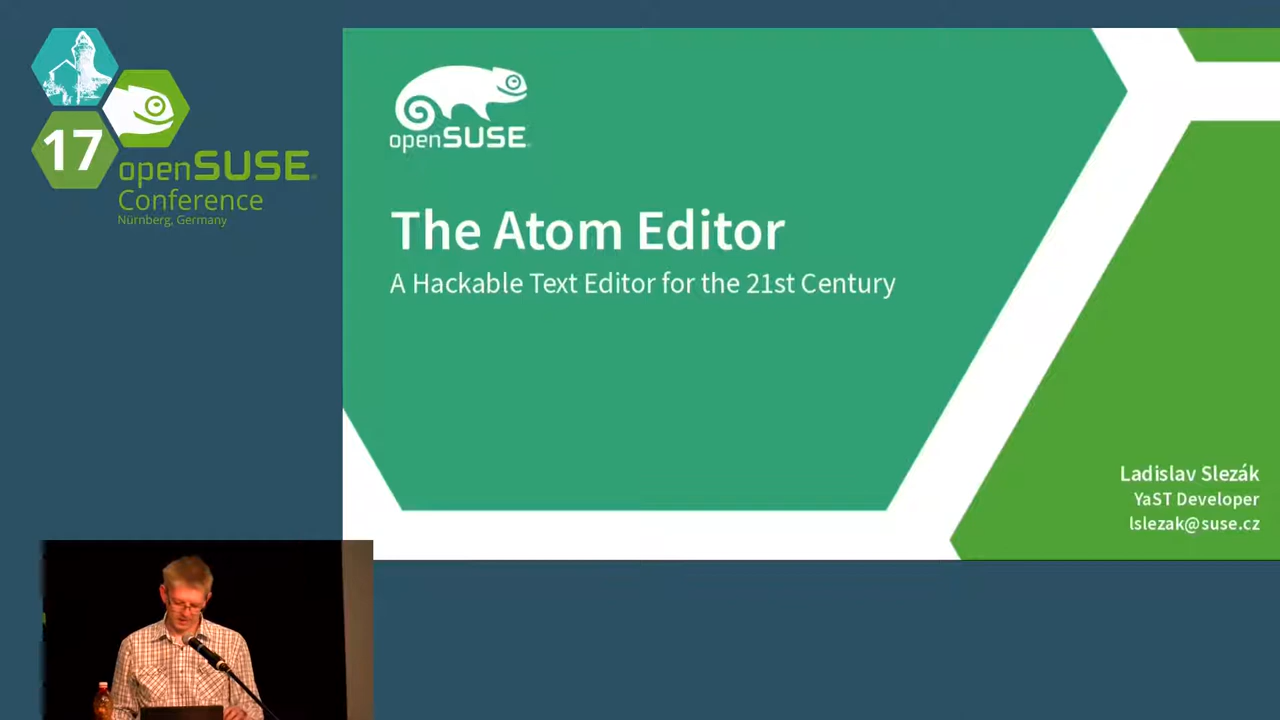 17
openSUSE
Conference
Nürnberg, Germany
openSUSE
The Atom Editor
A Hackable Text Editor for the 21st Century
Ladislav Slezák
YaST Developer
lslezak@suse.cz